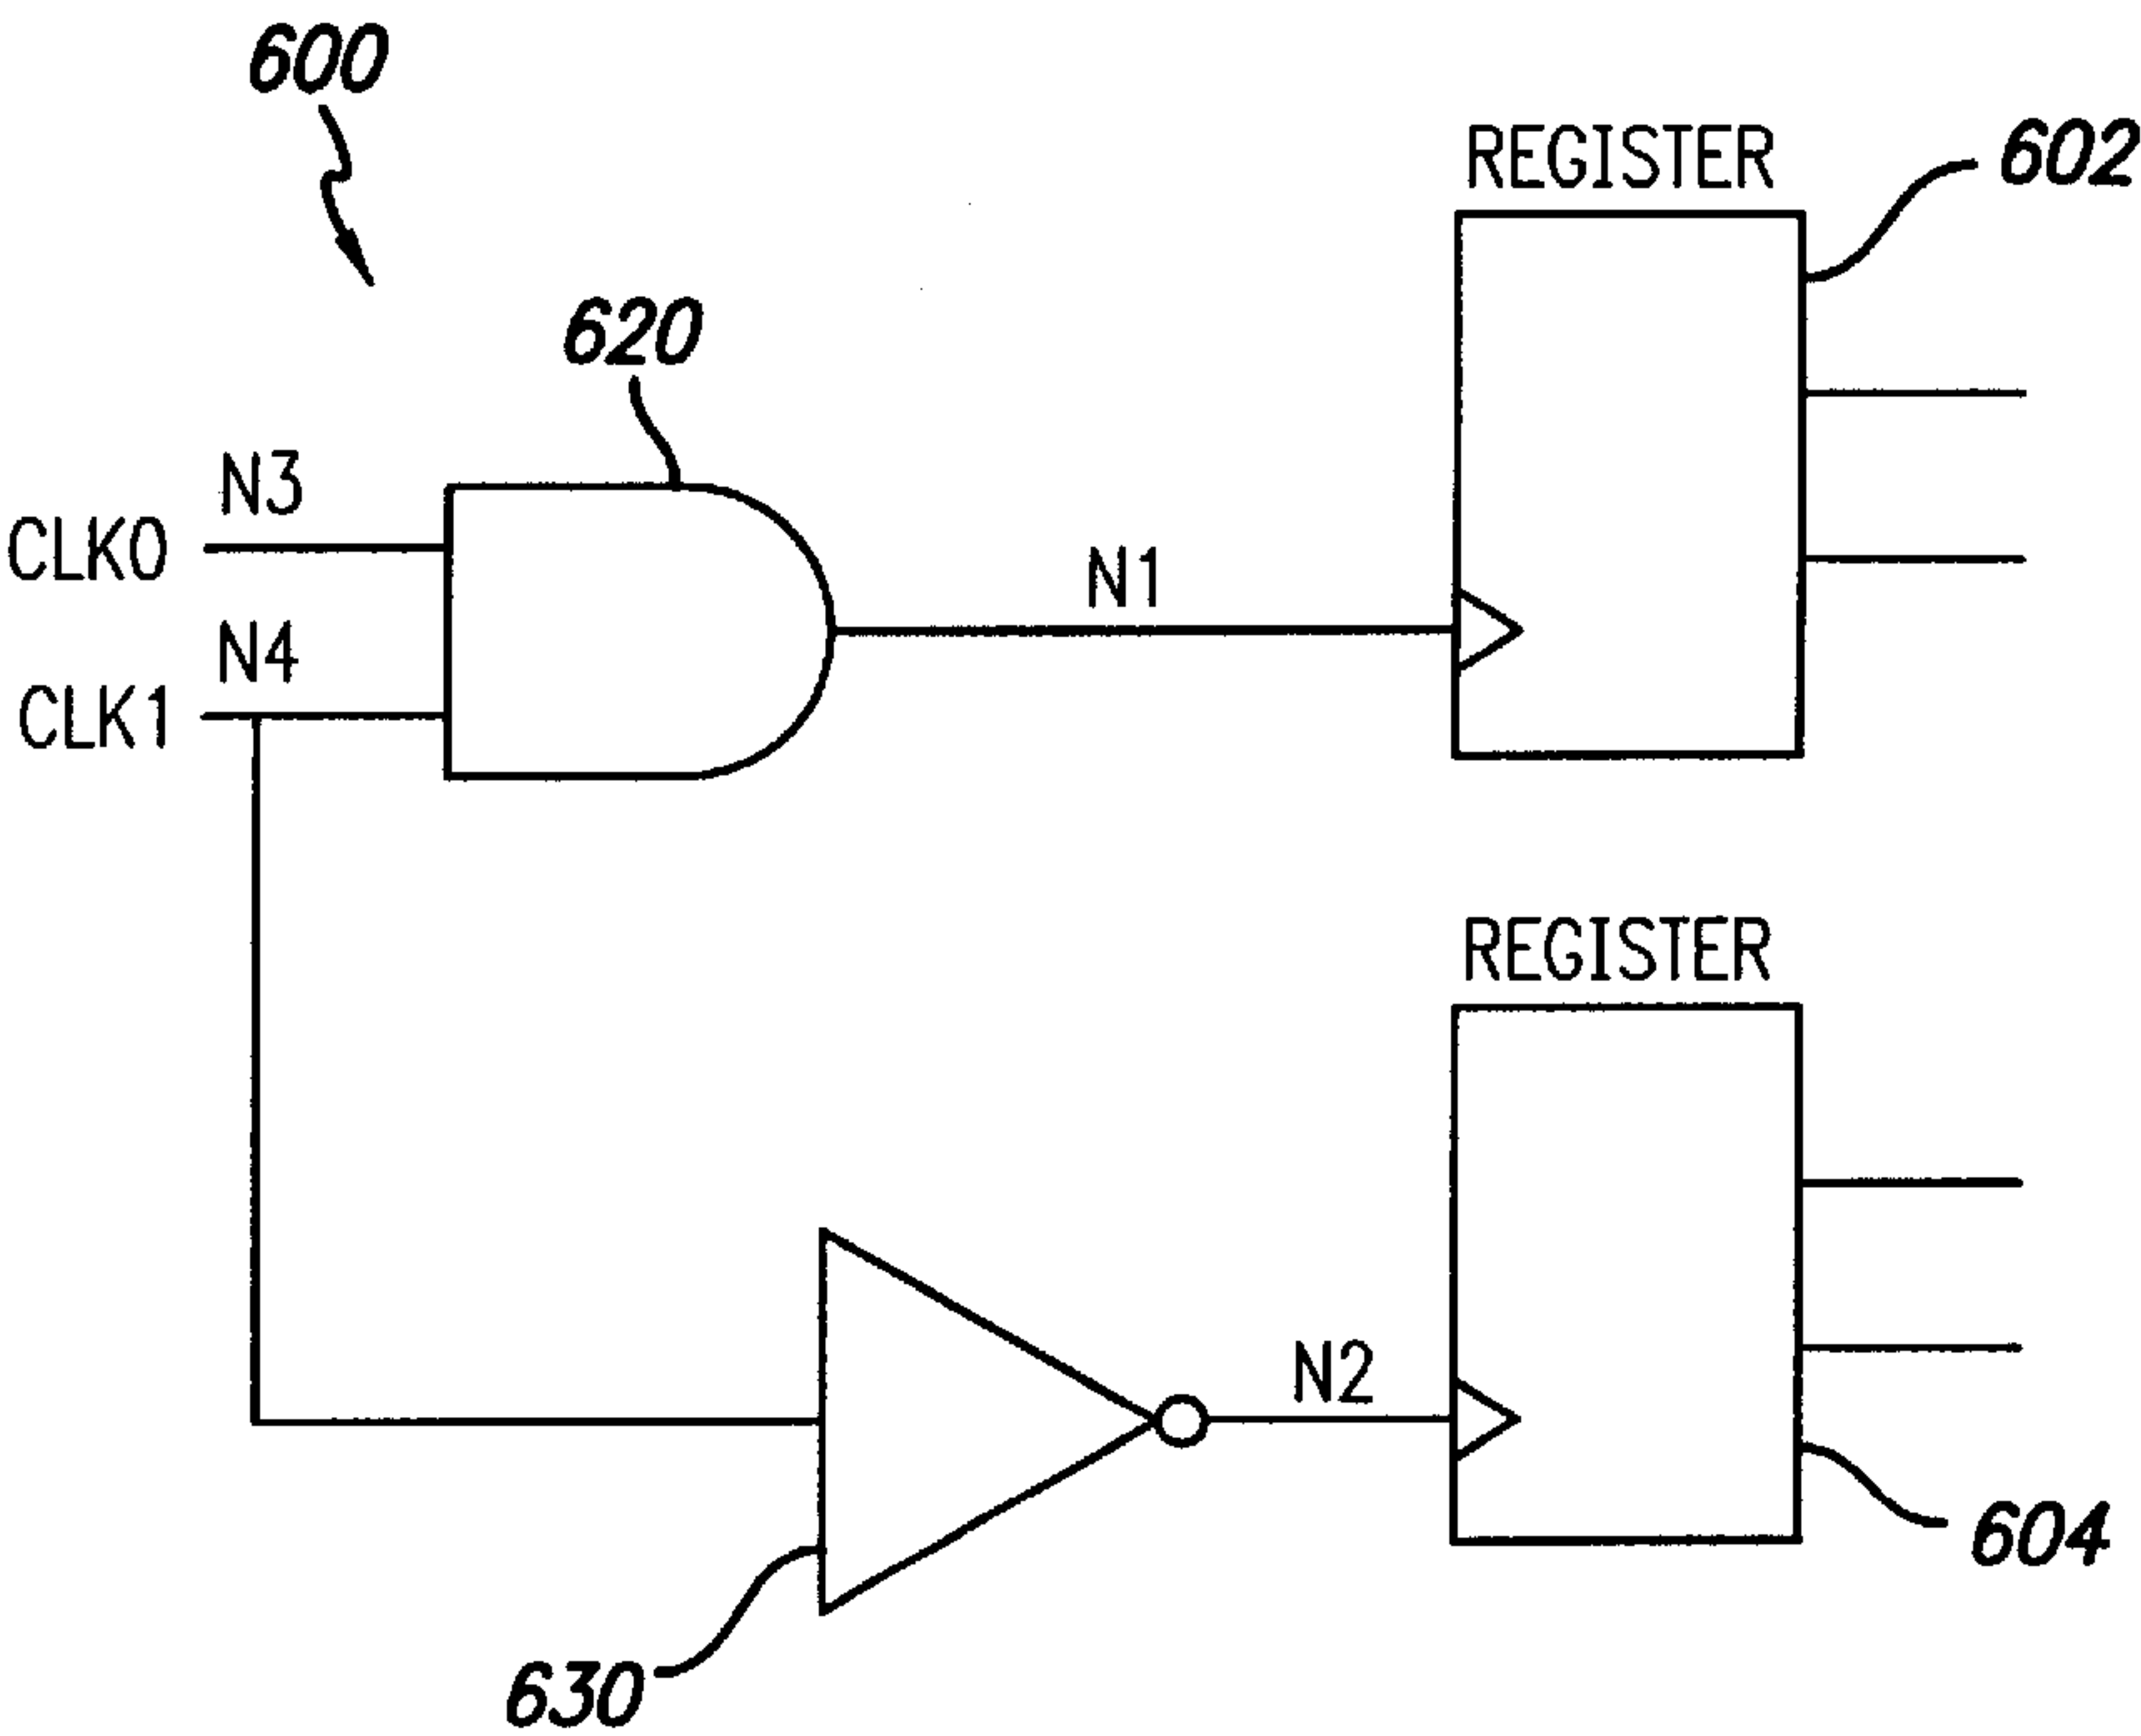 600
REGISTER
602
620
N3
CLK0
N1
N4
CLK1
REGISTER
N2
604
630